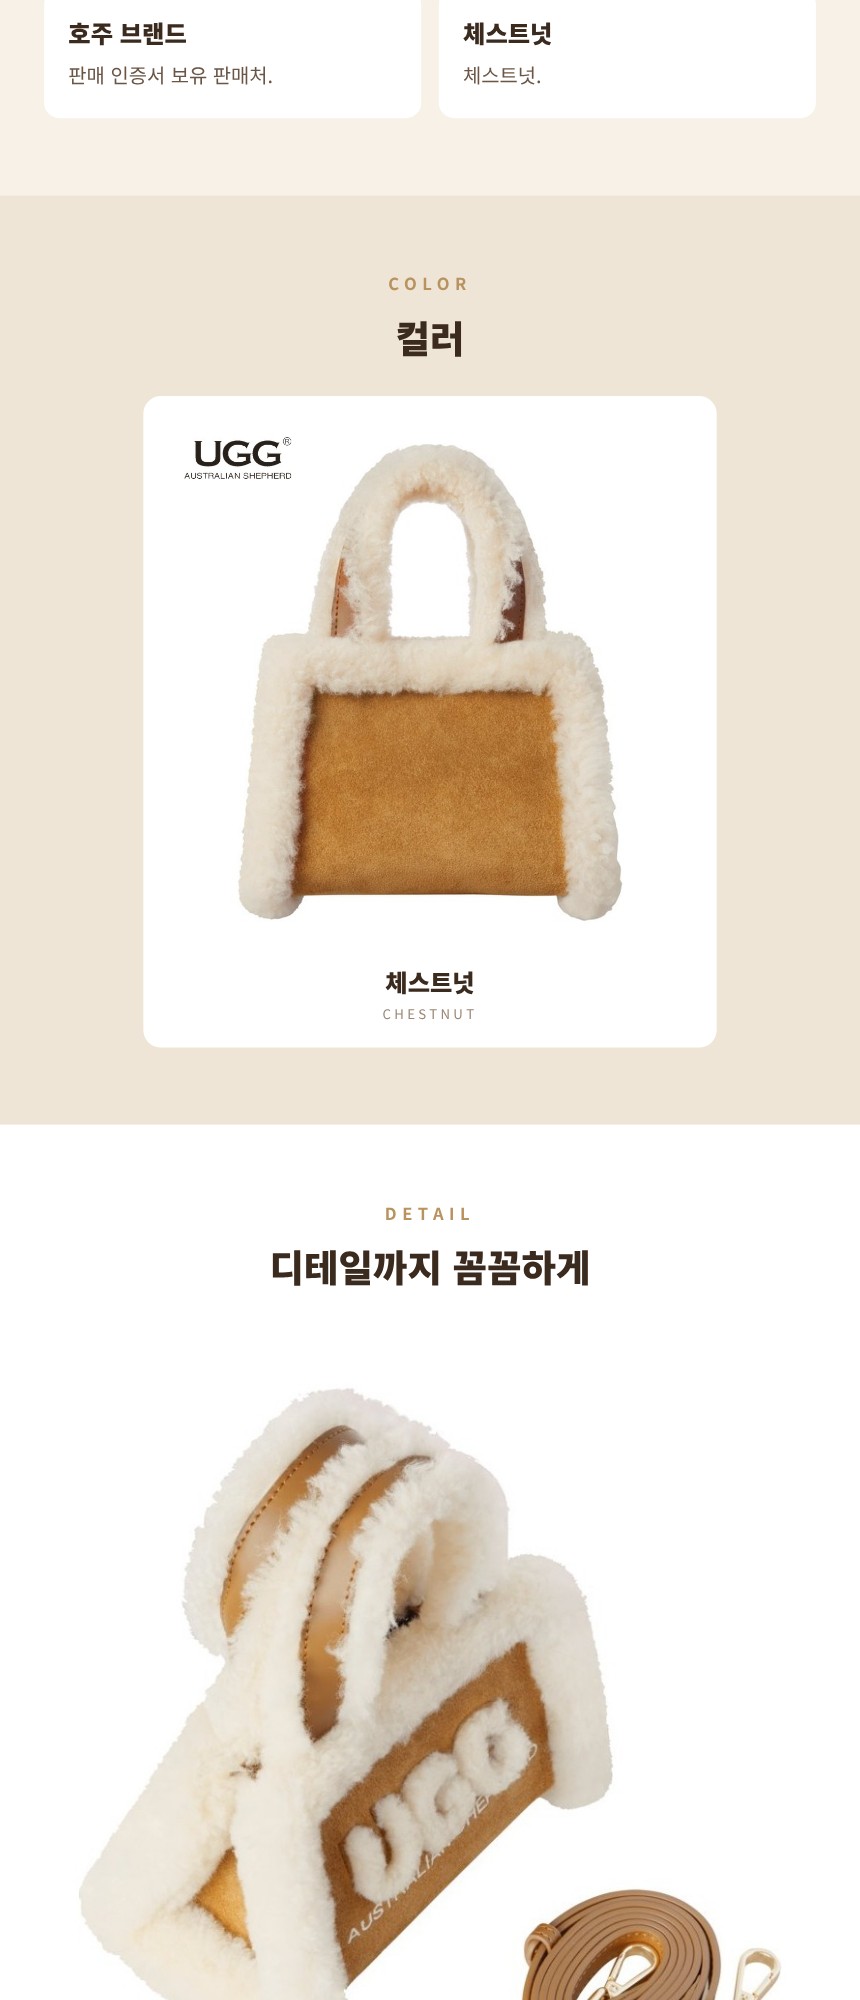 호주 브랜드
판매 인증서 보유 판매처.
체스트넛
체스트넛.
COLOR
컬러
UGG®
AUSTRALIAN SHEPHERD
체스트넛
CHESTNUT
DETAIL
디테일까지 꼼꼼하게
UGG